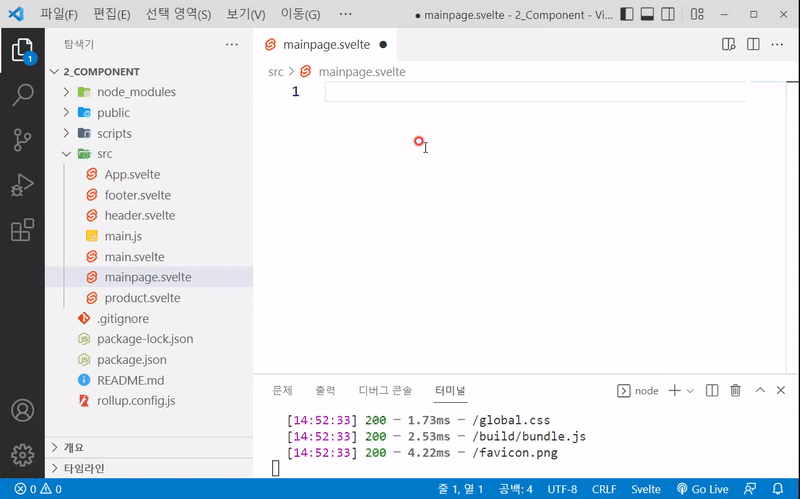 파일(F) 편집(E) 선택 영역(S) 보기(V) 이동(G) ··· ● mainpage.svelte - 2_Component - Vi...
탐색기 ···
mainpage.svelte ●
2_COMPONENT
src > mainpage.svelte
1
node_modules
public
scripts
src
App.svelte
footer.svelte
header.svelte
main.js
main.svelte
mainpage.svelte
product.svelte
.gitignore
package-lock.json
package.json
README.md
rollup.config.js
개요
타임라인
문제 출력 디버그 콘솔 터미널 node
[14:52:33] 200 ─ 1.73ms ─ /global.css
[14:52:33] 200 ─ 2.53ms ─ /build/bundle.js
[14:52:33] 200 ─ 4.22ms ─ /favicon.png
0 0 줄 1, 열 1 공백: 4 UTF-8 CRLF Svelte Go Live